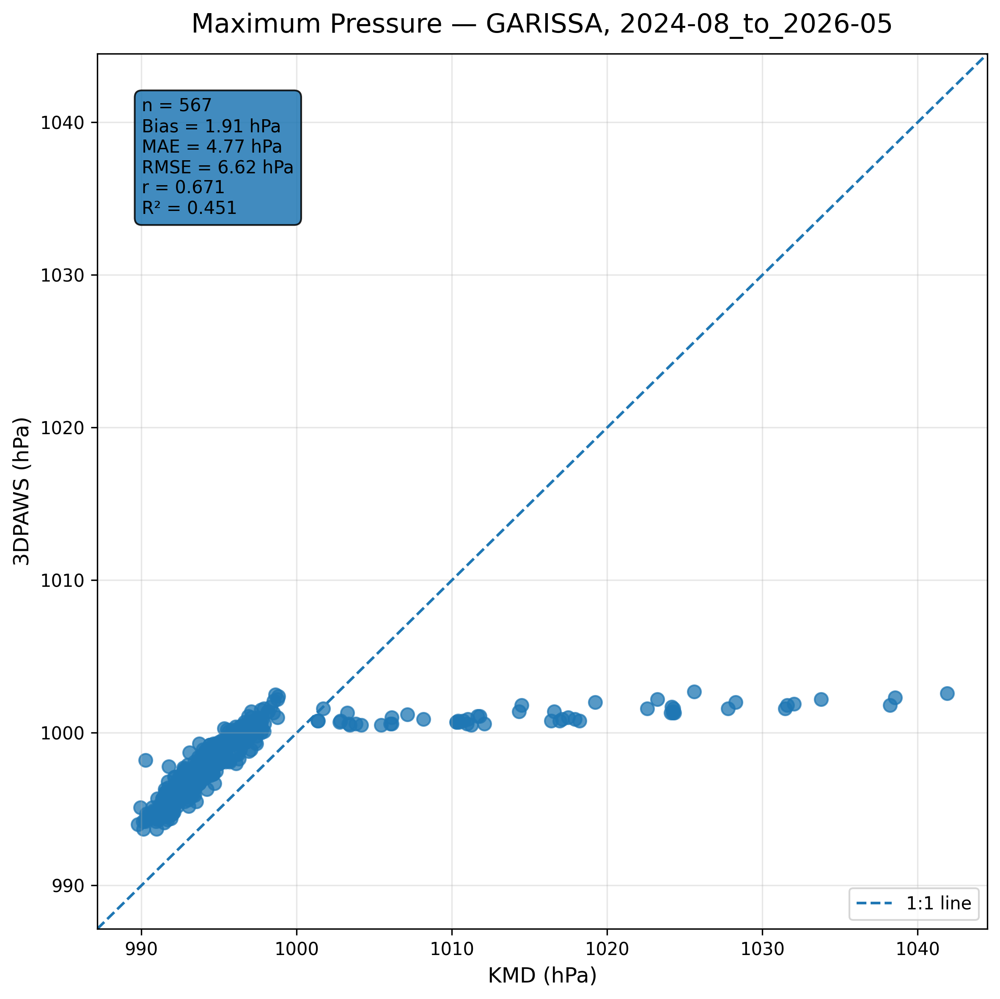 Maximum Pressure — GARISSA, 2024-08_to_2026-05
n = 567
Bias = 1.91 hPa
MAE = 4.77 hPa
RMSE = 6.62 hPa
r = 0.671
R² = 0.451
1040
1030
1020
1010
1000
990
3DPAWS (hPa)
1:1 line
990 1000 1010 1020 1030 1040
KMD (hPa)